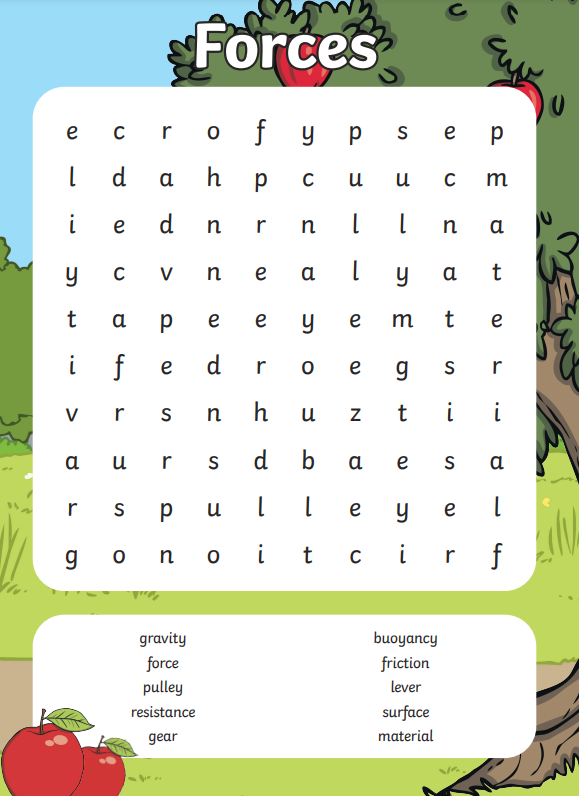 Forces
e c r o f y p s e p
l d a h p c u u c m
i e d n r n l l n a
y c v n e a l y a t
t a p e e y e m t e
i f e d r o e g s r
v r s n h u z t i i
a u r s d b a e s a
r s p u l l e y e l
g o n o i t c i r f
gravity buoyancy
force friction
pulley lever
resistance surface
gear material